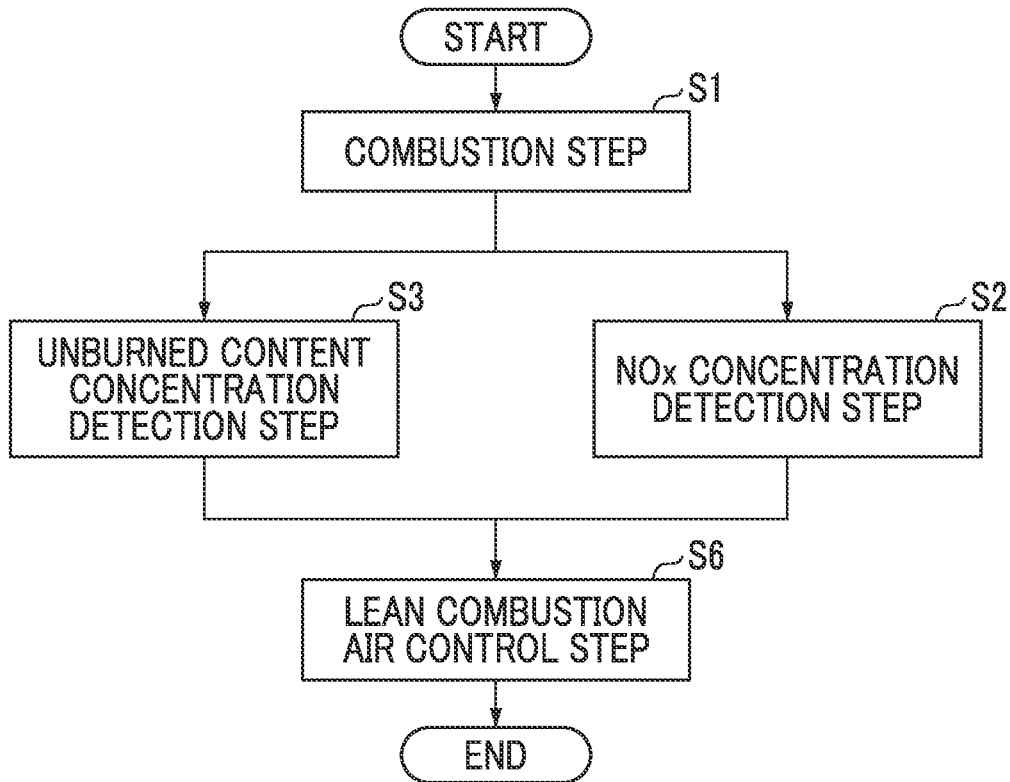 START
S1
COMBUSTION STEP
S3
UNBURNED CONTENT
CONCENTRATION
DETECTION STEP
S2
NOx CONCENTRATION
DETECTION STEP
S6
LEAN COMBUSTION
AIR CONTROL STEP
END